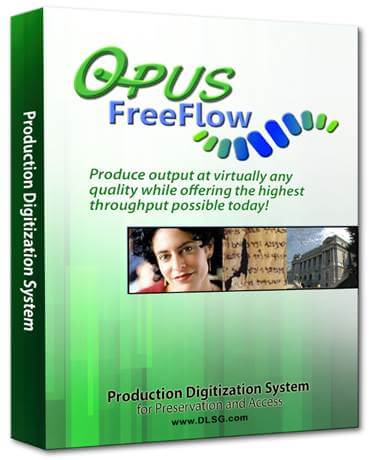 Production Digitization System
OPUS
FreeFlow
Produce output at virtually any
quality while offering the highest
throughput possible today!
Production Digitization System
for Preservation and Access
www.DLSG.com